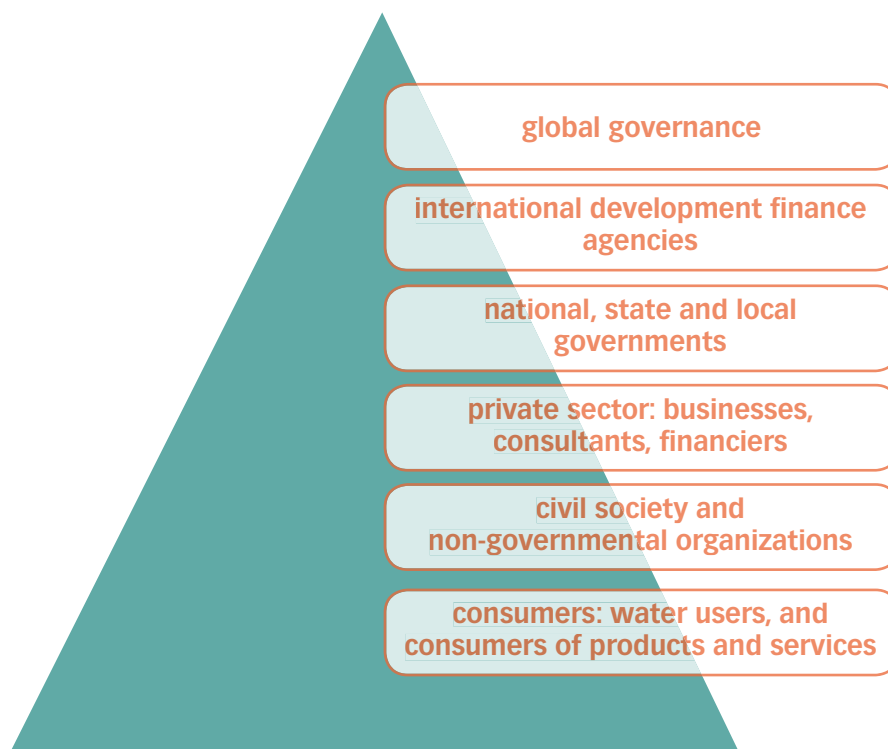 global governance
international development finance
agencies
national, state and local
governments
private sector: businesses,
consultants, financiers
civil society and
non-governmental organizations
consumers: water users, and
consumers of products and services